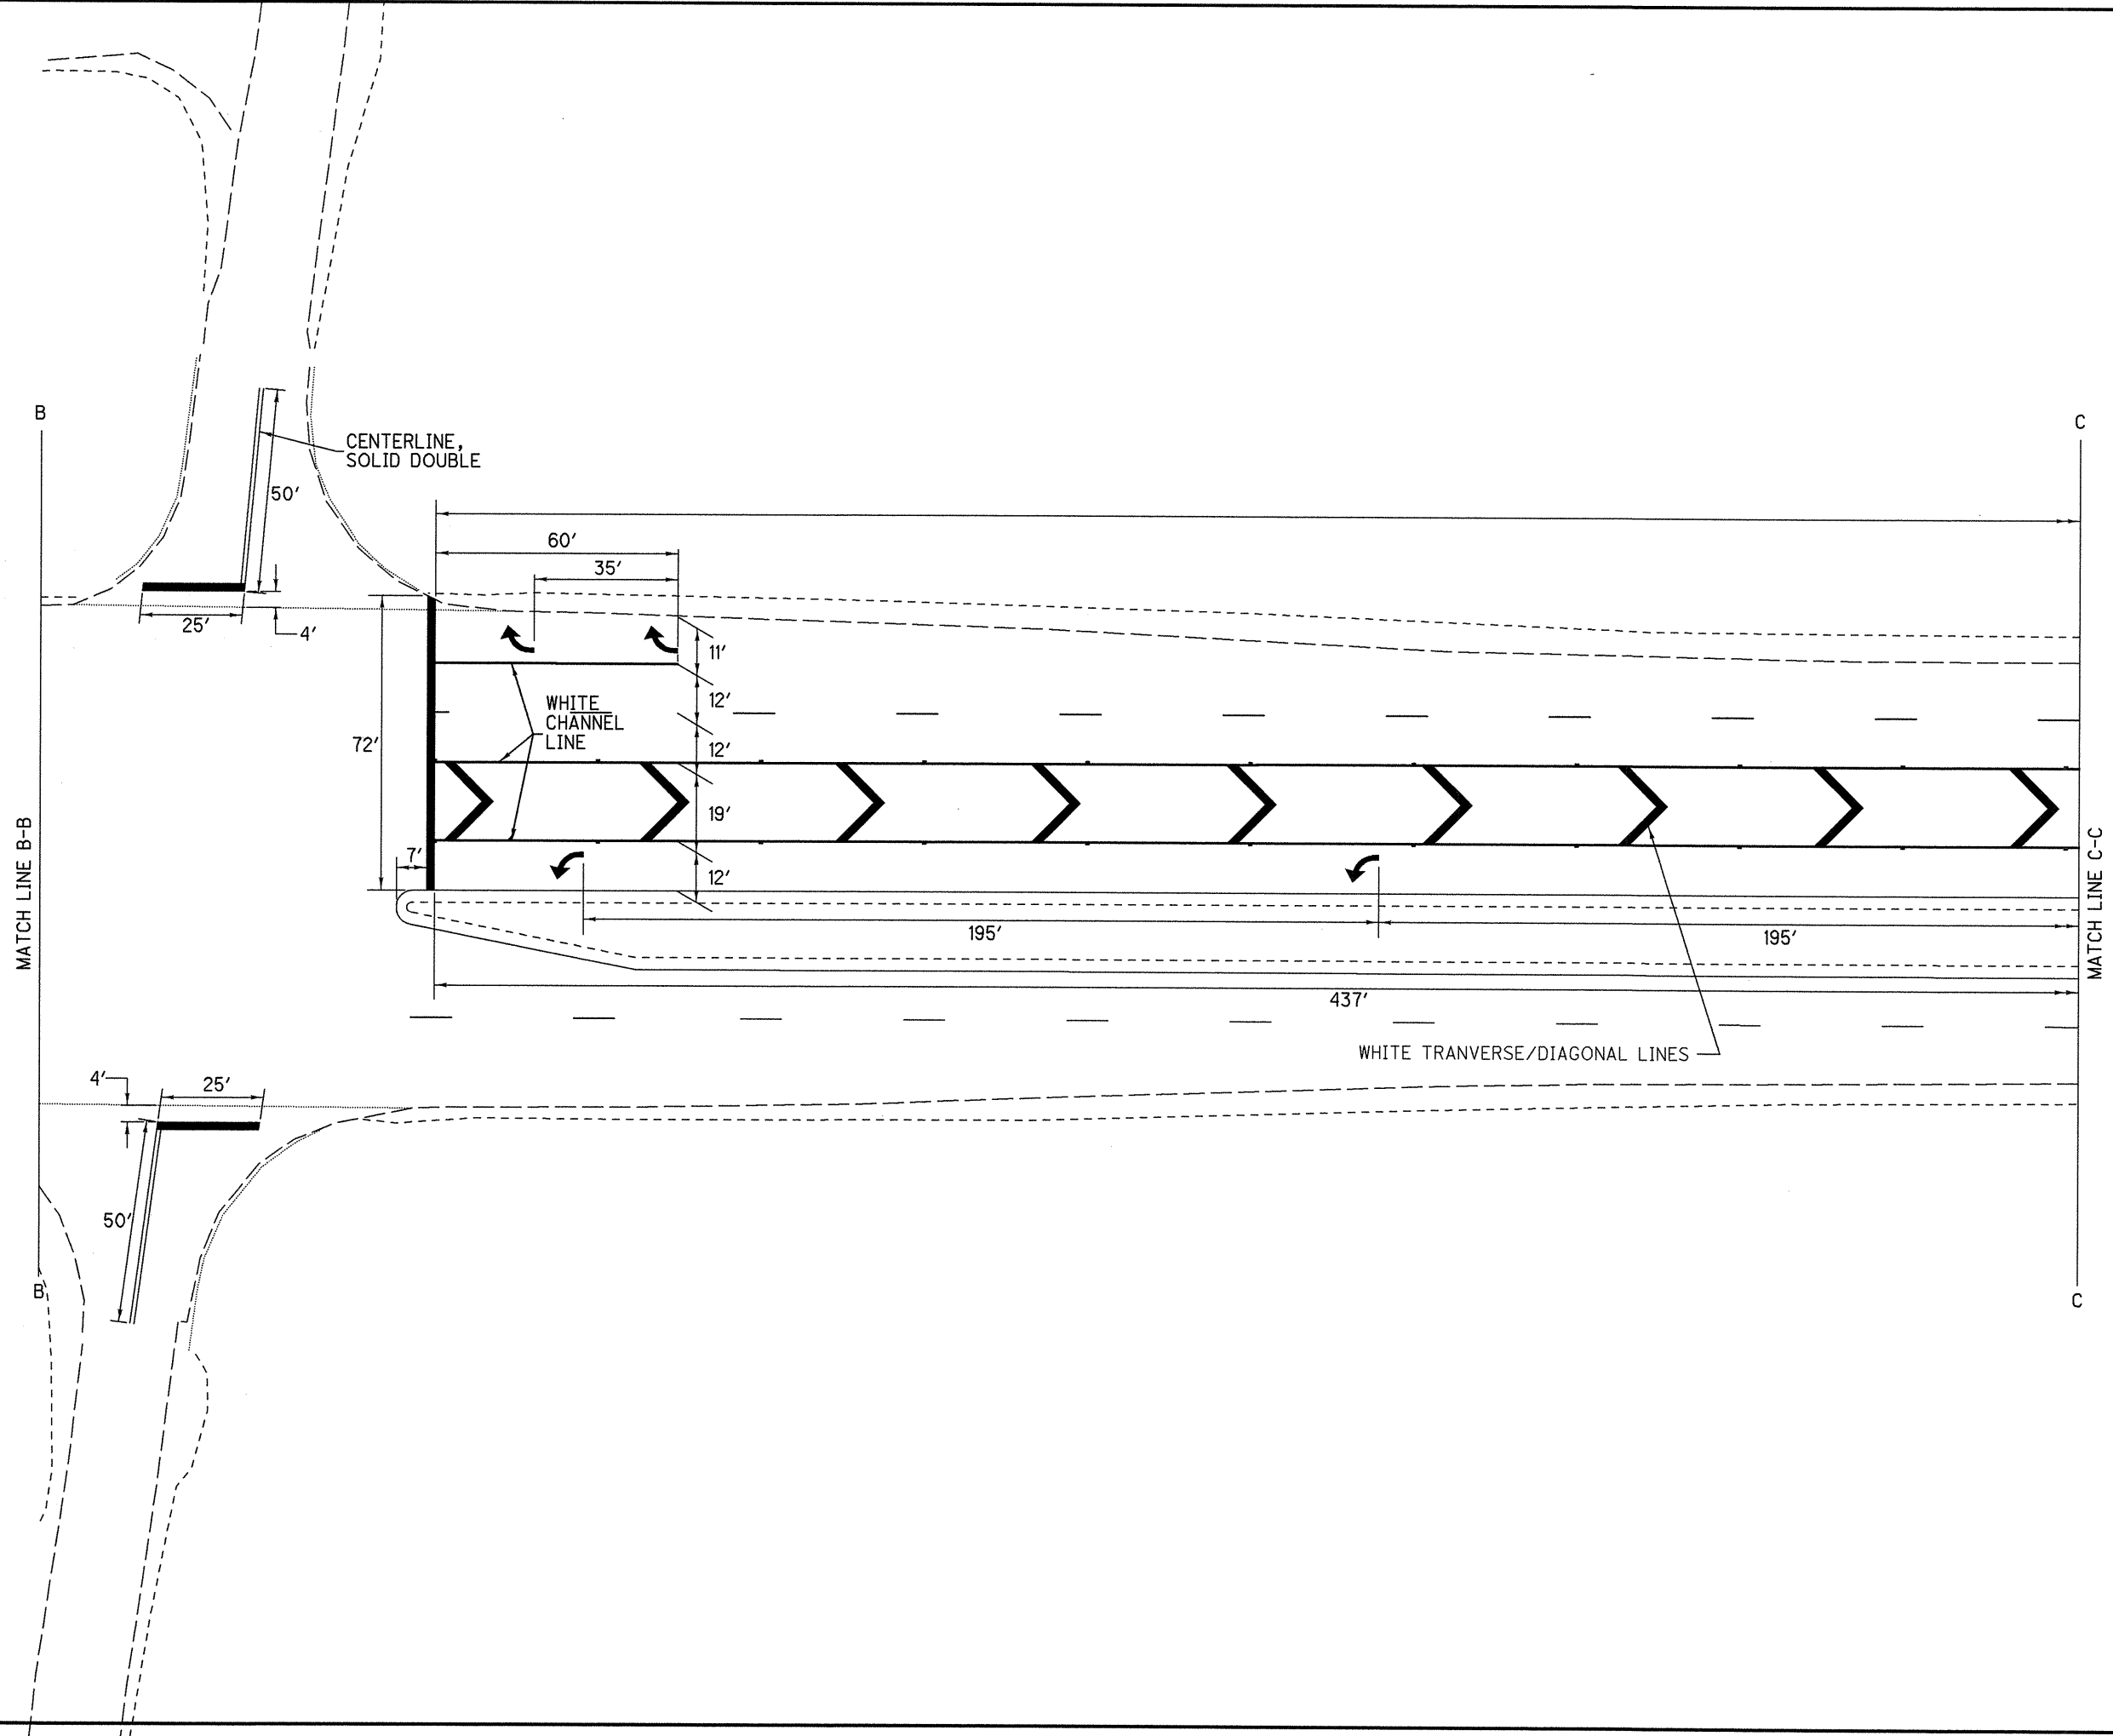 B
C
CENTERLINE,
SOLID DOUBLE
50'
60'
35'
25'
4'
11'
12'
WHITE
CHANNEL
LINE
72'
12'
19'
7'
12'
MATCH LINE B-B
MATCH LINE C-C
195'
195'
437'
WHITE TRANVERSE/DIAGONAL LINES
4'
25'
50'
B
C